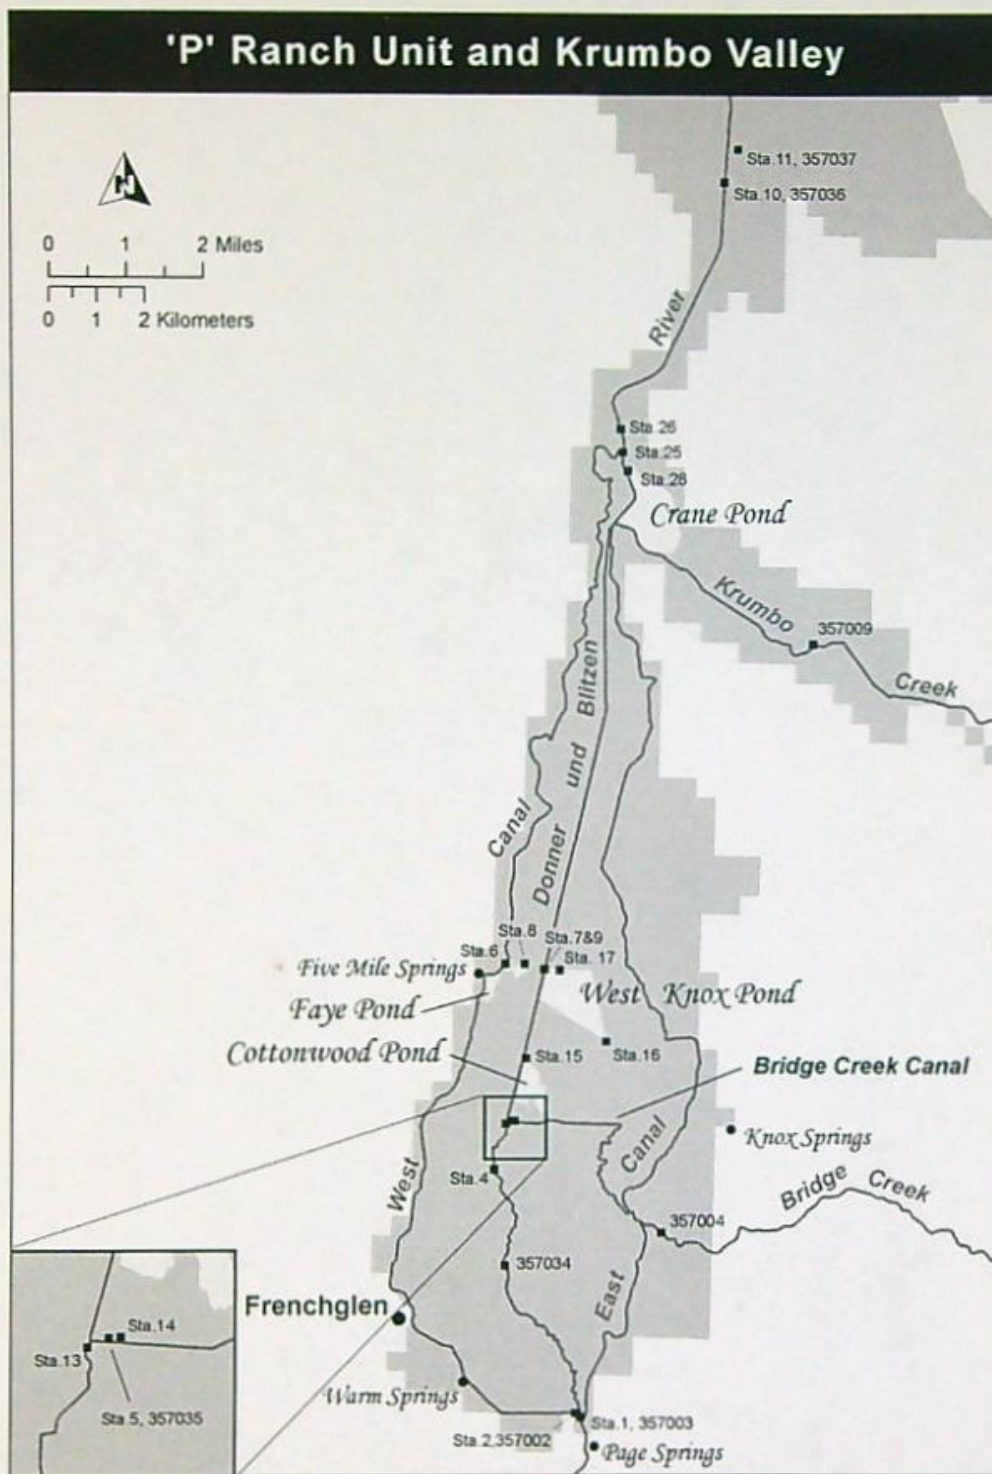 'P' Ranch Unit and Krumbo Valley
N
0 1 2 Miles
0 1 2 Kilometers
Sta.11, 357037
Sta.10, 357036
River
Sta.26
Sta.25
Sta.28
Crane Pond
Krumbo
357009
Creek
Blitzen
und
Donner
Canal
Sta.8
Sta.7&9
Sta.6
Sta. 17
Five Mile Springs
West Knox Pond
Faye Pond
Cottonwood Pond
Sta.15
Sta.16
Bridge Creek Canal
Canal
Knox Springs
Sta.4
West
Bridge Creek
357004
357034
East
Frenchglen
Sta.14
Sta.13
Sta.5, 357035
Warm Springs
Sta.1, 357003
Sta.2,357002
Page Springs